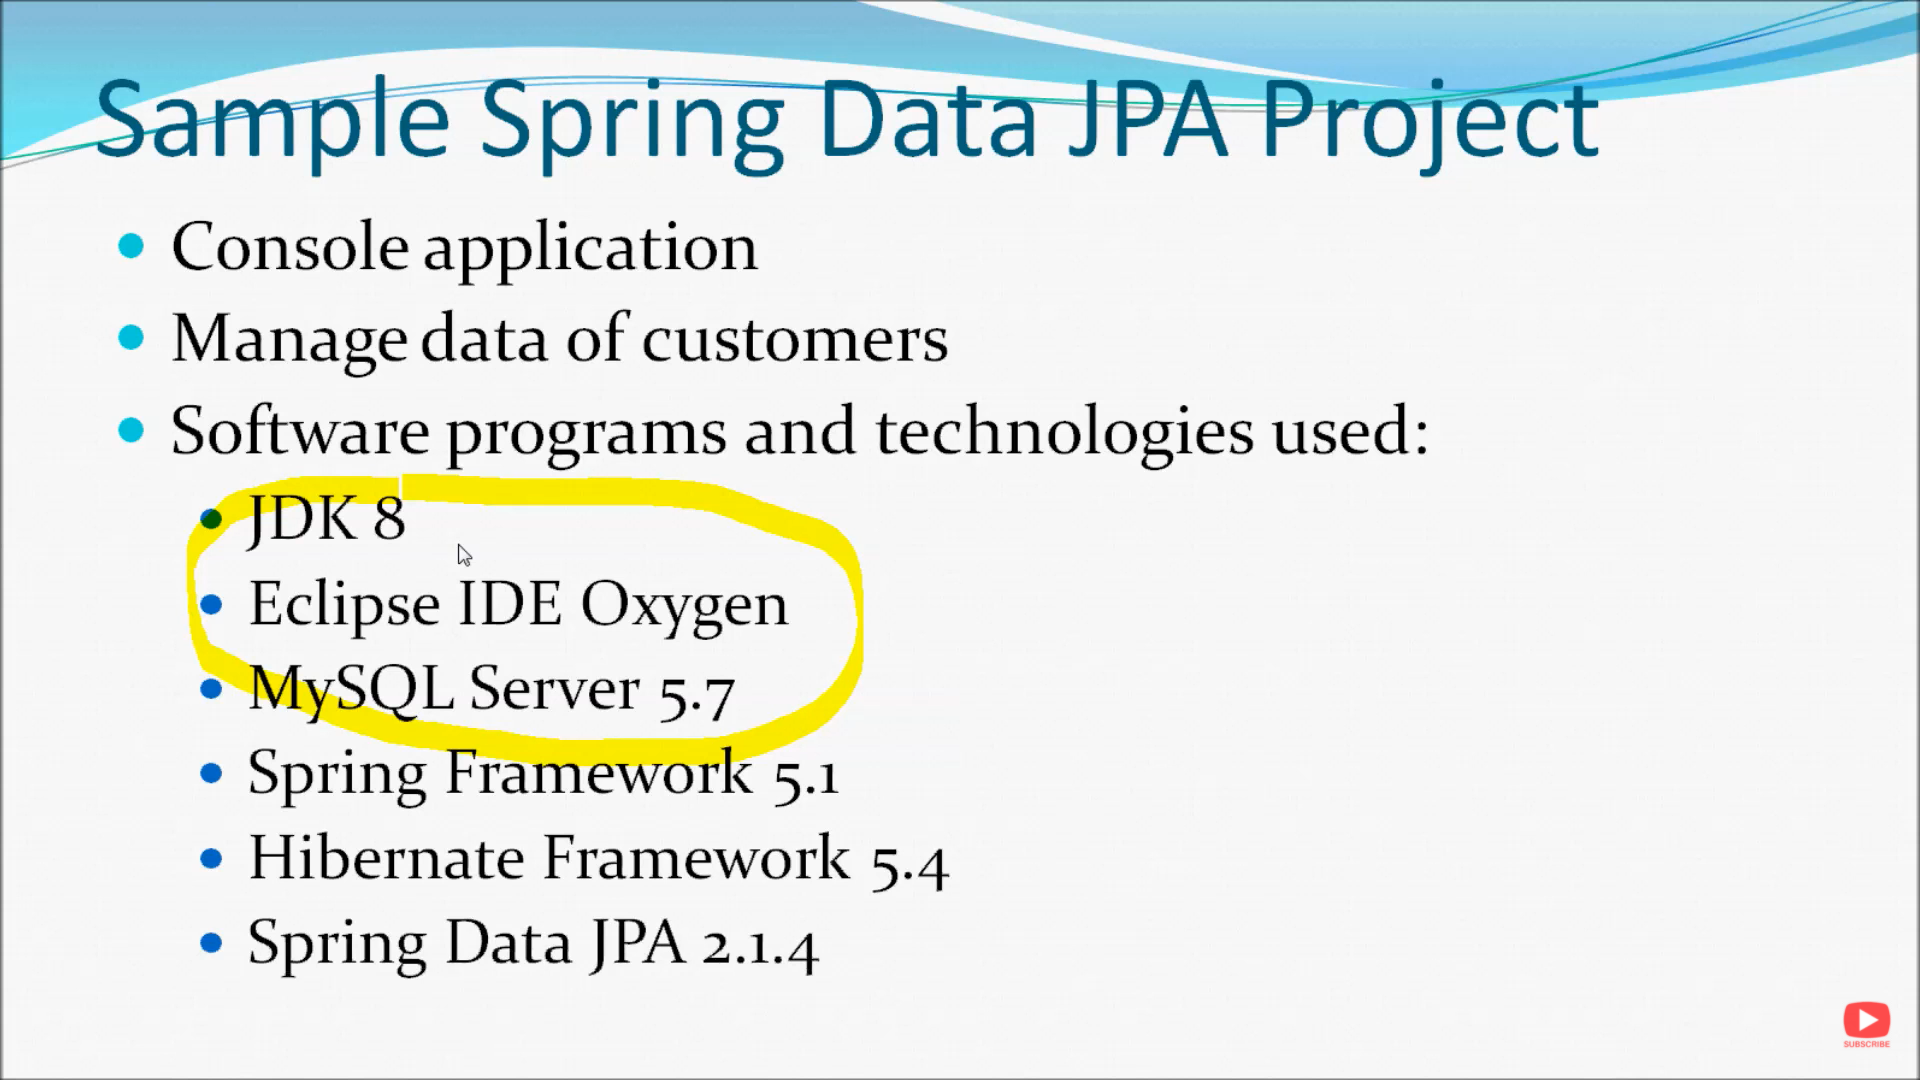 Sample Spring Data JPA Project
Console application
Manage data of customers
Software programs and technologies used:
JDK 8
Eclipse IDE Oxygen
MySQL Server 5.7
Spring Framework 5.1
Hibernate Framework 5.4
Spring Data JPA 2.1.4
SUBSCRIBE